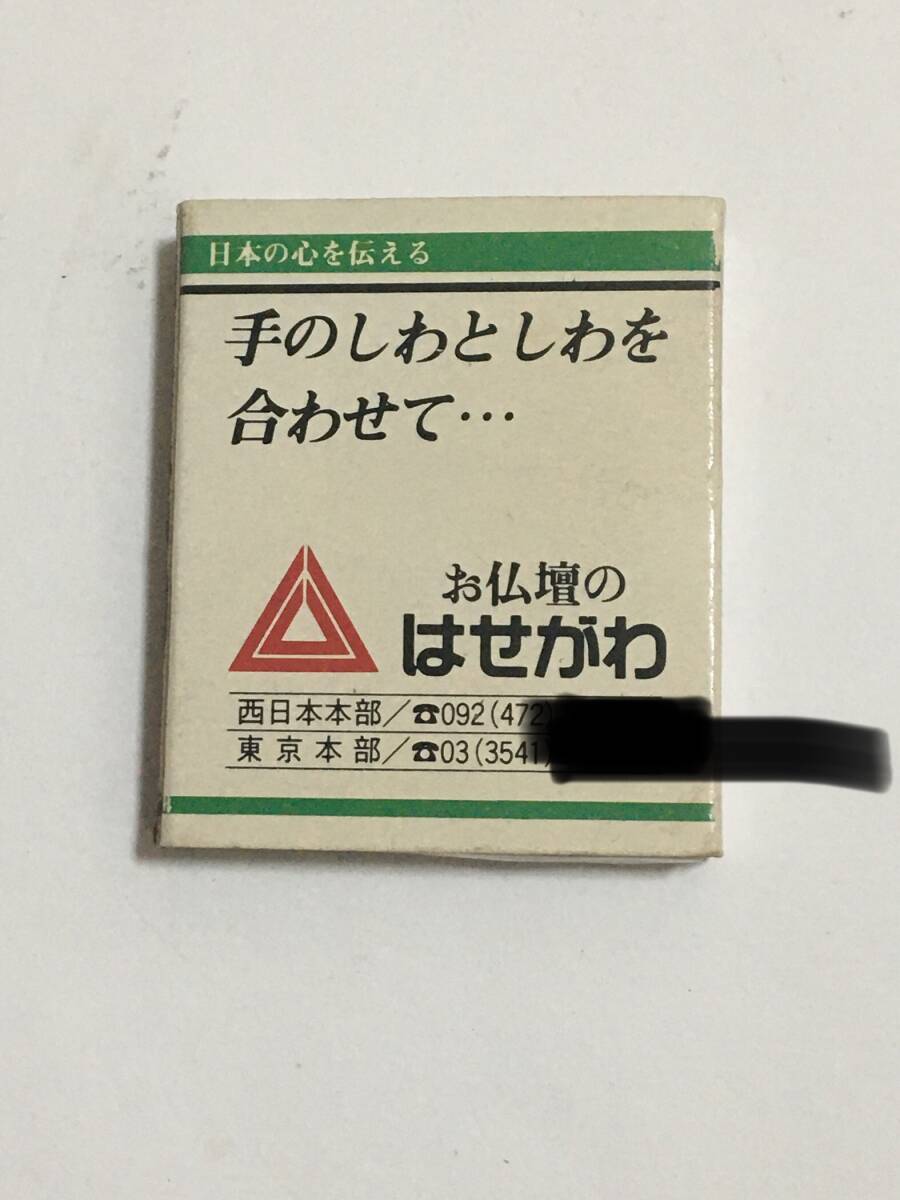 日本の心を伝える
手のしわとしわを
合わせて…
お仏壇の
はせがわ
西日本本部/☎092(472)
東京本部/☎03(3541)